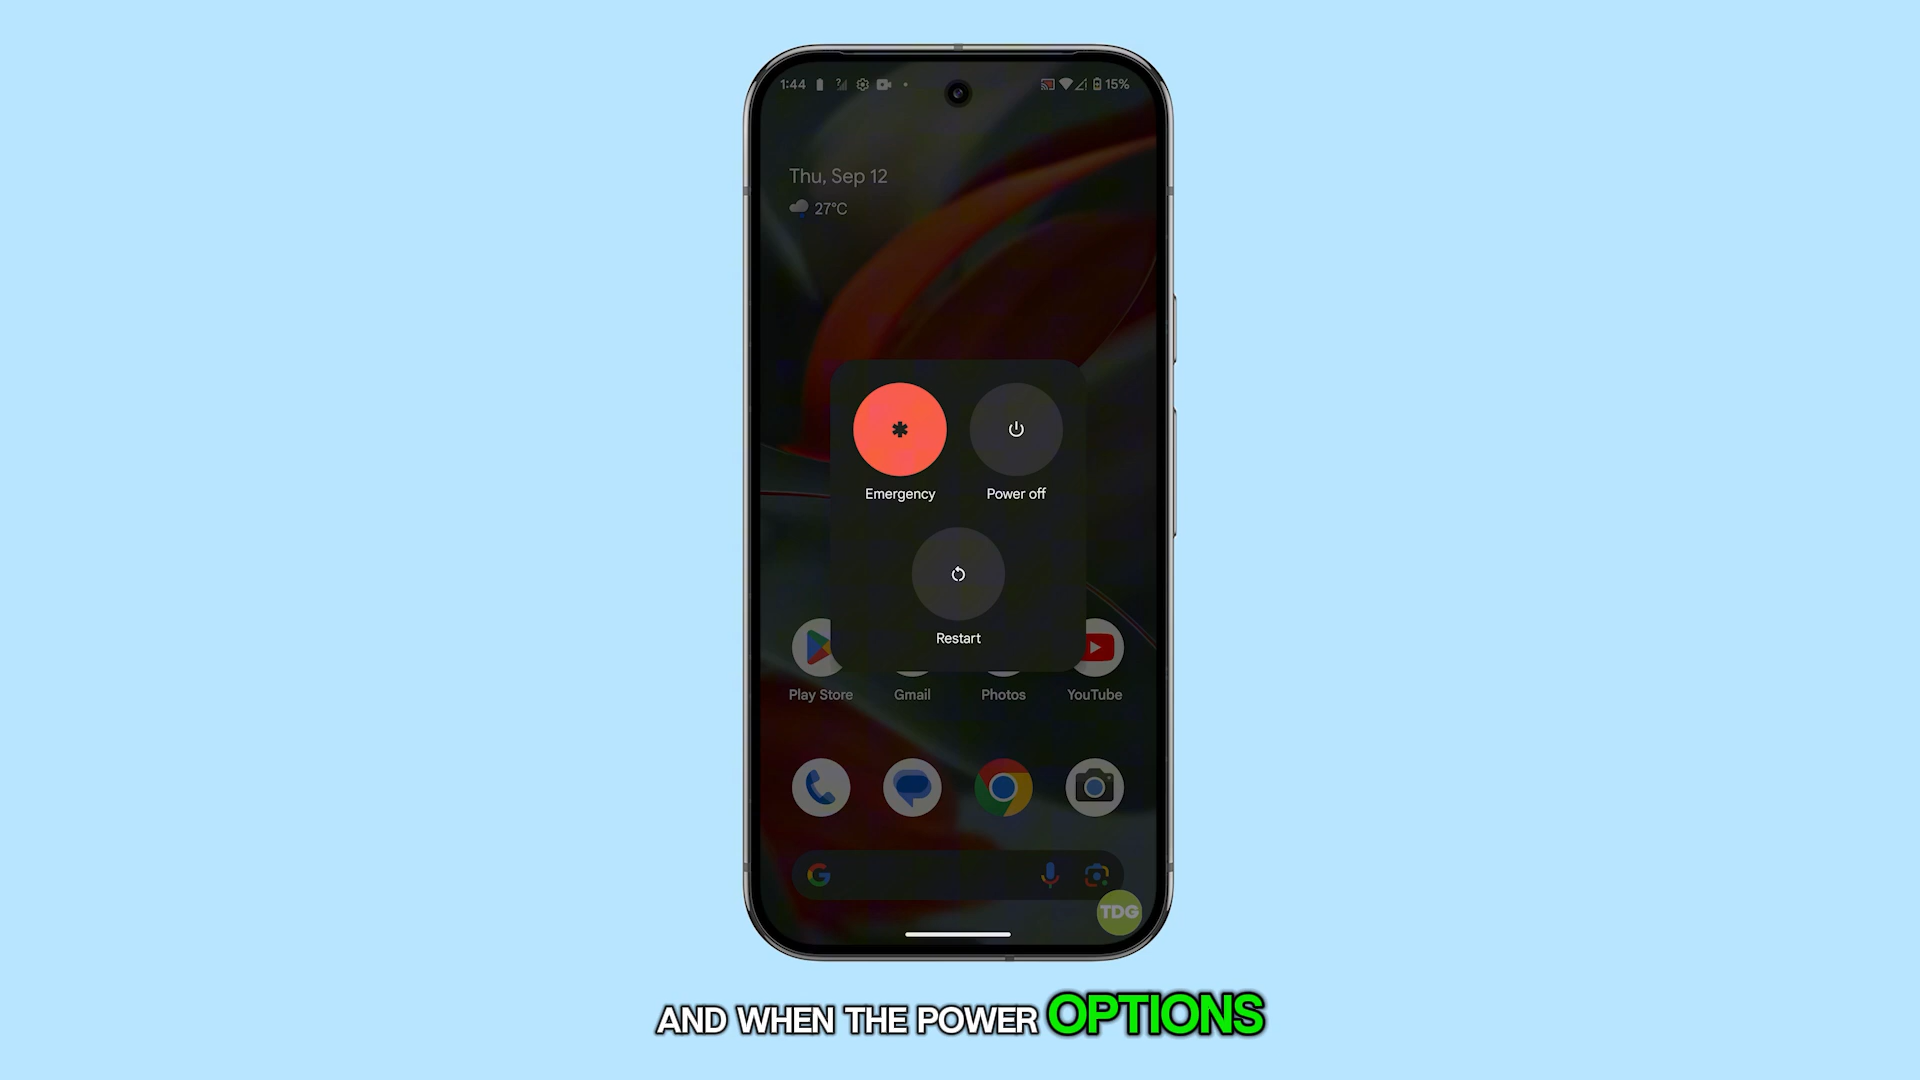 1:44
15%
Thu, Sep 12
27°C
Emergency
Power off
Restart
Play Store
Gmail
Photos
YouTube
TDG
AND WHEN THE POWER OPTIONS